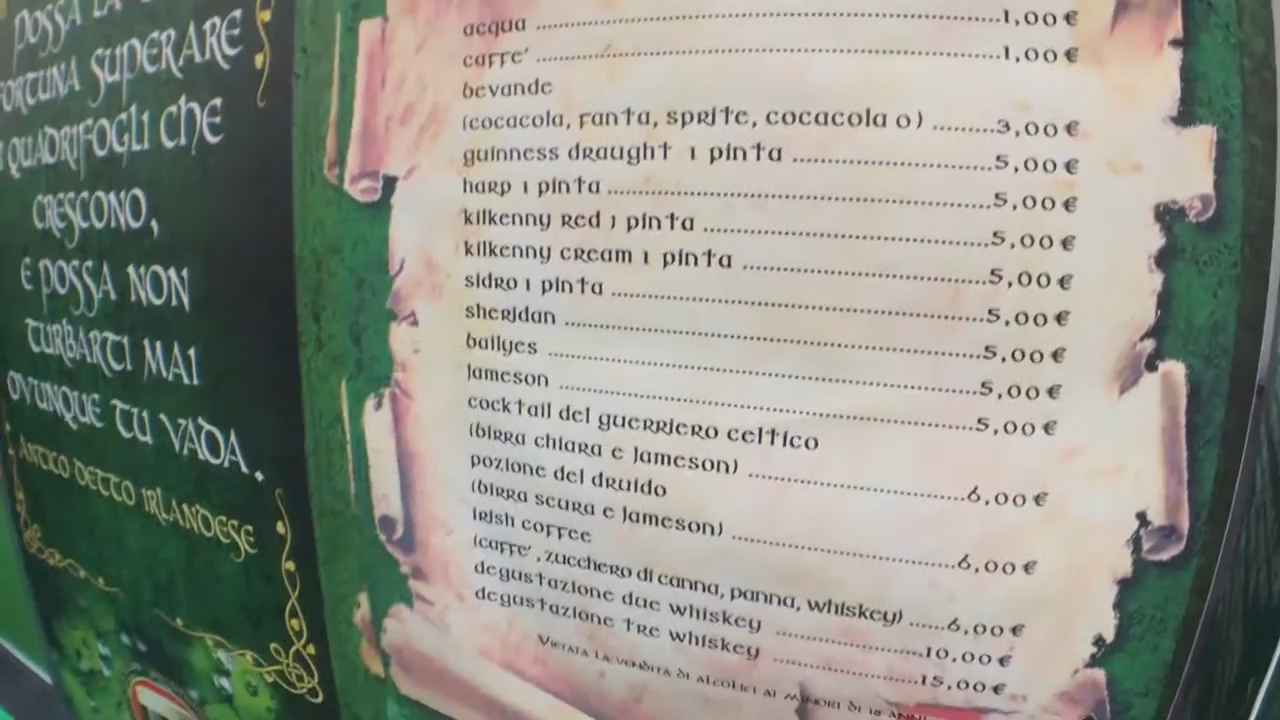 POSSA LA
FORTUNA SUPERARE
I QUADRIFOGLI CHE
CRESCONO,
E POSSA NON
TURBARTI MAI
OVUNQUE TU VADA.
ANTICO DETTO IRLANDESE
acqua ........1,00€
caffe' ........1,00€
bevande
(cocacola, fanta, sprite, cocacola o) ........3,00€
guinness draught 1 pinta ........5,00€
harp 1 pinta ........5,00€
kilkenny red 1 pinta ........5,00€
kilkenny cream 1 pinta ........5,00€
sidro 1 pinta ........5,00€
sheridan ........5,00€
bailyes ........5,00€
jameson ........5,00€
cocktail del guerriero celtico
(birra chiara e jameson) ........6,00€
pozione del druido
(birra scura e jameson) ........6,00€
irish coffee
(caffe', zucchero di canna, panna, whiskey) ......6,00€
degustazione due whiskey ........10,00€
degustazione tre whiskey ........15,00€
VIETATA LA VENDITA DI ALCOLICI AI MINORI DI 18 ANNI